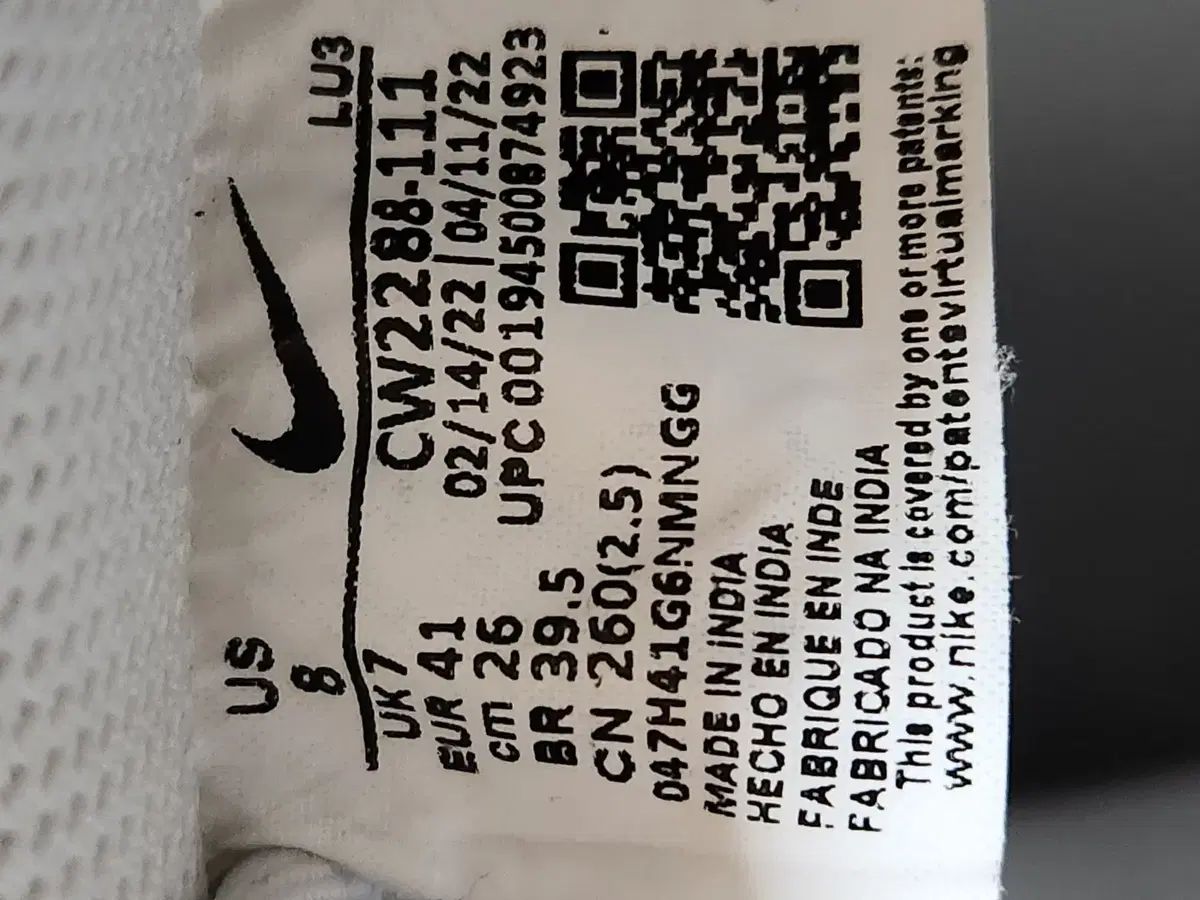 US
8
LU3
UK 7
CW2288-111
EUR 41
02/14/22|04/11/22
cm 26
UPC 00194500874923
BR 39.5
CN 260(2.5)
047H41G6NMNGG
MADE IN INDIA
HECHO EN INDIA
FABRIQUE EN INDE
FABRICADO NA INDIA
This product is covered by one or more patents:
www.nike.com/patentsvirtualmarking